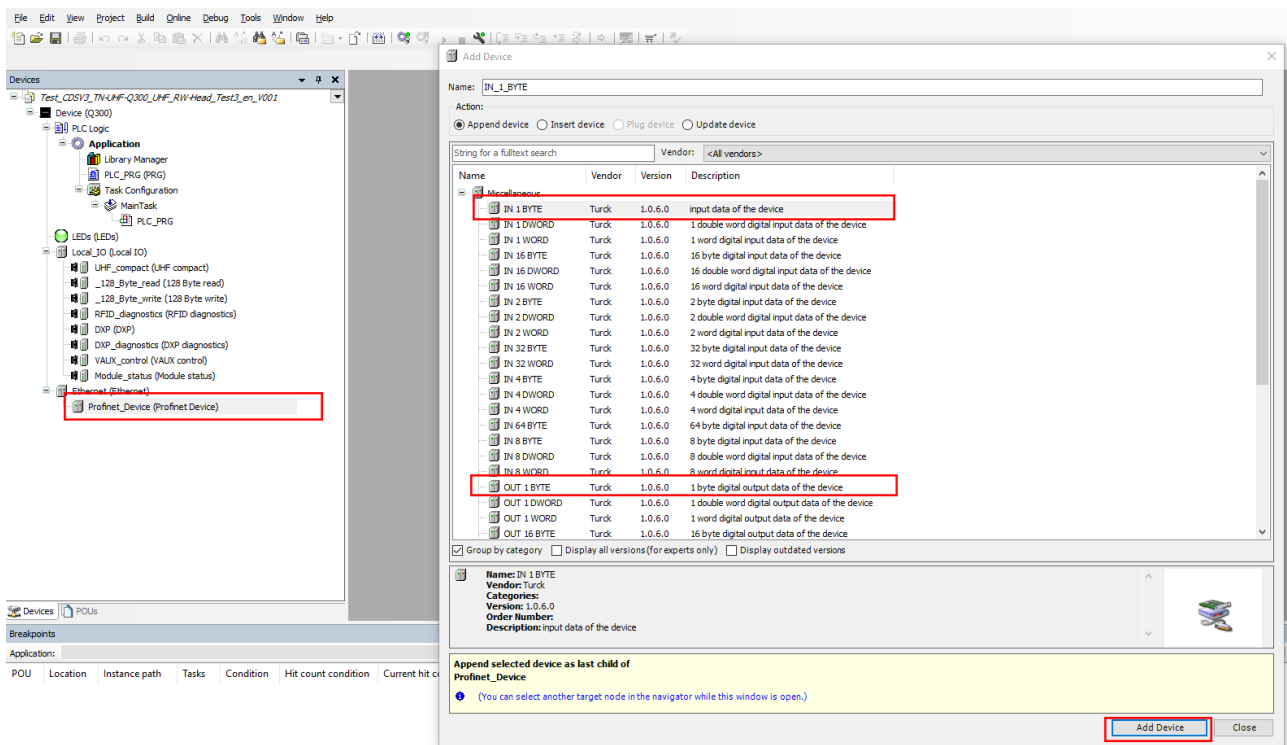 File Edit View Project Build Online Debug Tools Window Help
Add Device
Devices
Test_CDSV3_TN-UHF-Q300_UHF_RW-Head_Test3_en_V001
Device (Q300)
PLC Logic
Application
Library Manager
PLC_PRG (PRG)
Task Configuration
MainTask
PLC_PRG
LEDs (LEDs)
Local_IO (Local IO)
UHF_compact (UHF compact)
_128_Byte_read (128 Byte read)
_128_Byte_write (128 Byte write)
RFID_diagnostics (RFID diagnostics)
DXP (DXP)
DXP_diagnostics (DXP diagnostics)
VAUX_control (VAUX control)
Module_status (Module status)
Ethernet (Ethernet)
Profinet_Device (Profinet Device)
Devices POUs
Breakpoints
Application:
POU Location Instance path Tasks Condition Hit count condition Current hit c
Name: IN_1_BYTE
Action:
Append device Insert device Plug device Update device
String for a fulltext search Vendor: <All vendors>
Name Vendor Version Description
Miscellaneous
IN 1 BYTE Turck 1.0.6.0 input data of the device
IN 1 DWORD Turck 1.0.6.0 1 double word digital input data of the device
IN 1 WORD Turck 1.0.6.0 1 word digital input data of the device
IN 16 BYTE Turck 1.0.6.0 16 byte digital input data of the device
IN 16 DWORD Turck 1.0.6.0 16 double word digital input data of the device
IN 16 WORD Turck 1.0.6.0 16 word digital input data of the device
IN 2 BYTE Turck 1.0.6.0 2 byte digital input data of the device
IN 2 DWORD Turck 1.0.6.0 2 double word digital input data of the device
IN 2 WORD Turck 1.0.6.0 2 word digital input data of the device
IN 32 BYTE Turck 1.0.6.0 32 byte digital input data of the device
IN 32 WORD Turck 1.0.6.0 32 word digital input data of the device
IN 4 BYTE Turck 1.0.6.0 4 byte digital input data of the device
IN 4 DWORD Turck 1.0.6.0 4 double word digital input data of the device
IN 4 WORD Turck 1.0.6.0 4 word digital input data of the device
IN 64 BYTE Turck 1.0.6.0 64 byte digital input data of the device
IN 8 BYTE Turck 1.0.6.0 8 byte digital input data of the device
IN 8 DWORD Turck 1.0.6.0 8 double word digital input data of the device
IN 8 WORD Turck 1.0.6.0 8 word digital input data of the device
OUT 1 BYTE Turck 1.0.6.0 1 byte digital output data of the device
OUT 1 DWORD Turck 1.0.6.0 1 double word digital output data of the device
OUT 1 WORD Turck 1.0.6.0 1 word digital output data of the device
OUT 16 BYTE Turck 1.0.6.0 16 byte digital output data of the device
Group by category Display all versions (for experts only) Display outdated versions
Name: IN 1 BYTE
Vendor: Turck
Categories:
Version: 1.0.6.0
Order Number:
Description: input data of the device
Append selected device as last child of
Profinet_Device
(You can select another target node in the navigator while this window is open.)
Add Device Close